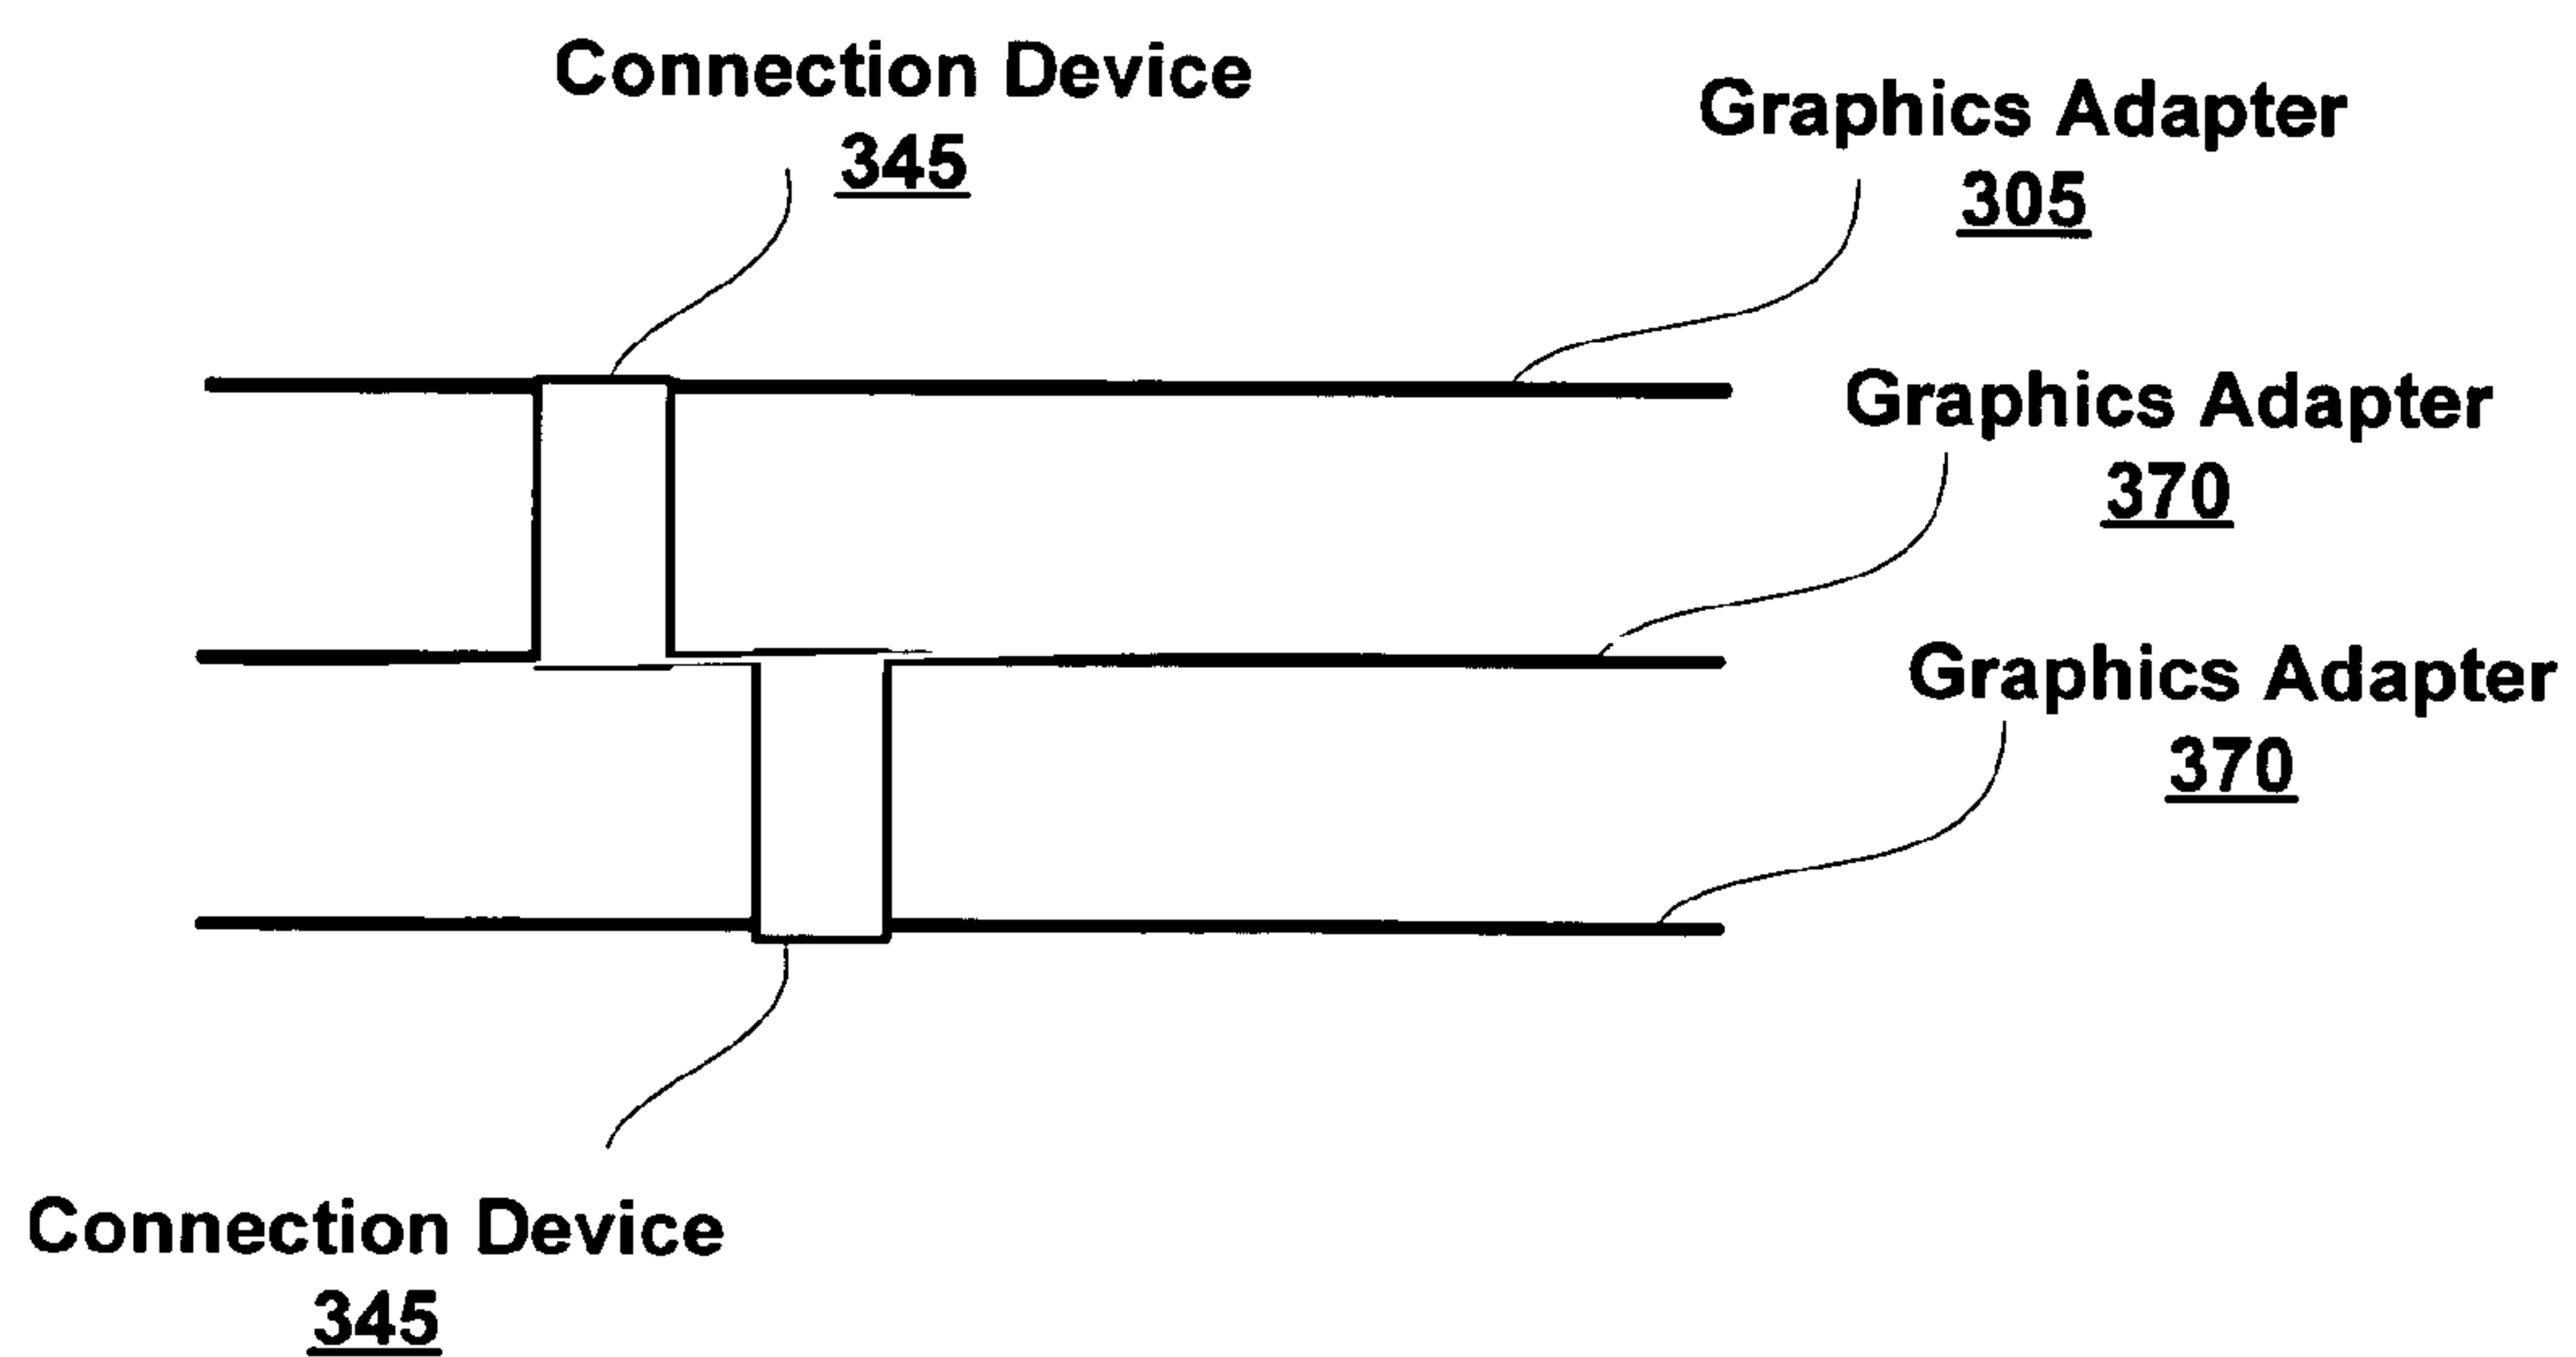 Connection Device
345
Graphics Adapter
305
Graphics Adapter
370
Graphics Adapter
370
Connection Device
345